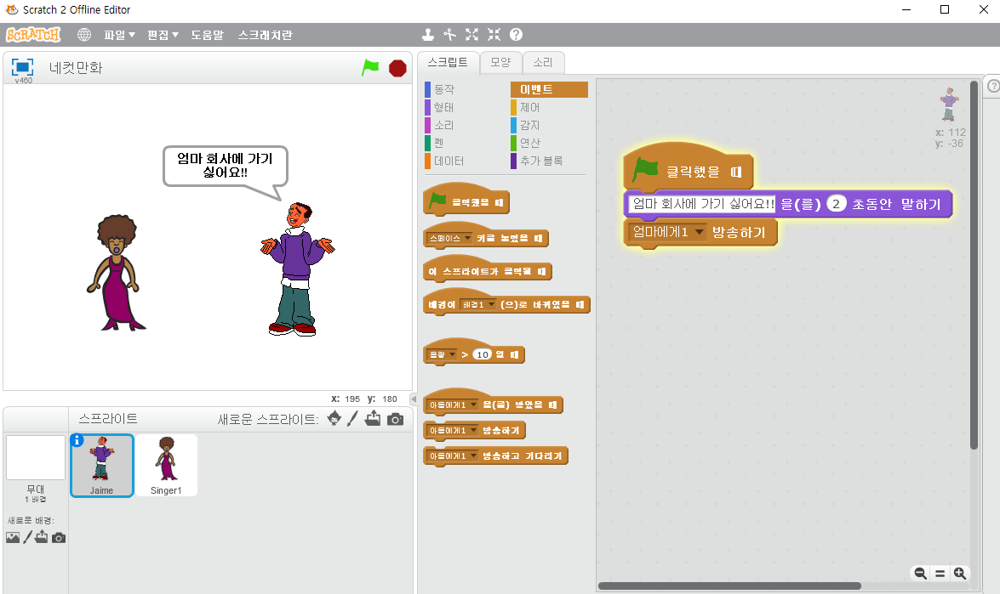 Scratch 2 Offline Editor
SCRATCH 파일 편집 도움말 스크래치란
v460 네컷만화
엄마 회사에 가기
싫어요!!
x: 195 y: 180
스프라이트 새로운 스프라이트:
Jaime
Singer1
무대
1 배경
새로운 배경:
스크립트 모양 소리
동작 이벤트
형태 제어
소리 감지
펜 연산
데이터 추가 블록
클릭했을 때
스페이스 키를 눌렀을 때
이 스프라이트가 클릭될 때
배경이 배경1 (으)로 바뀌었을 때
음량 > 10 일 때
아들에게1 을(를) 받았을 때
아들에게1 방송하기
아들에게1 방송하고 기다리기
클릭했을 때
엄마 회사에 가기 싫어요!! 을(를) 2 초동안 말하기
엄마에게1 방송하기
x: 112
y: -36